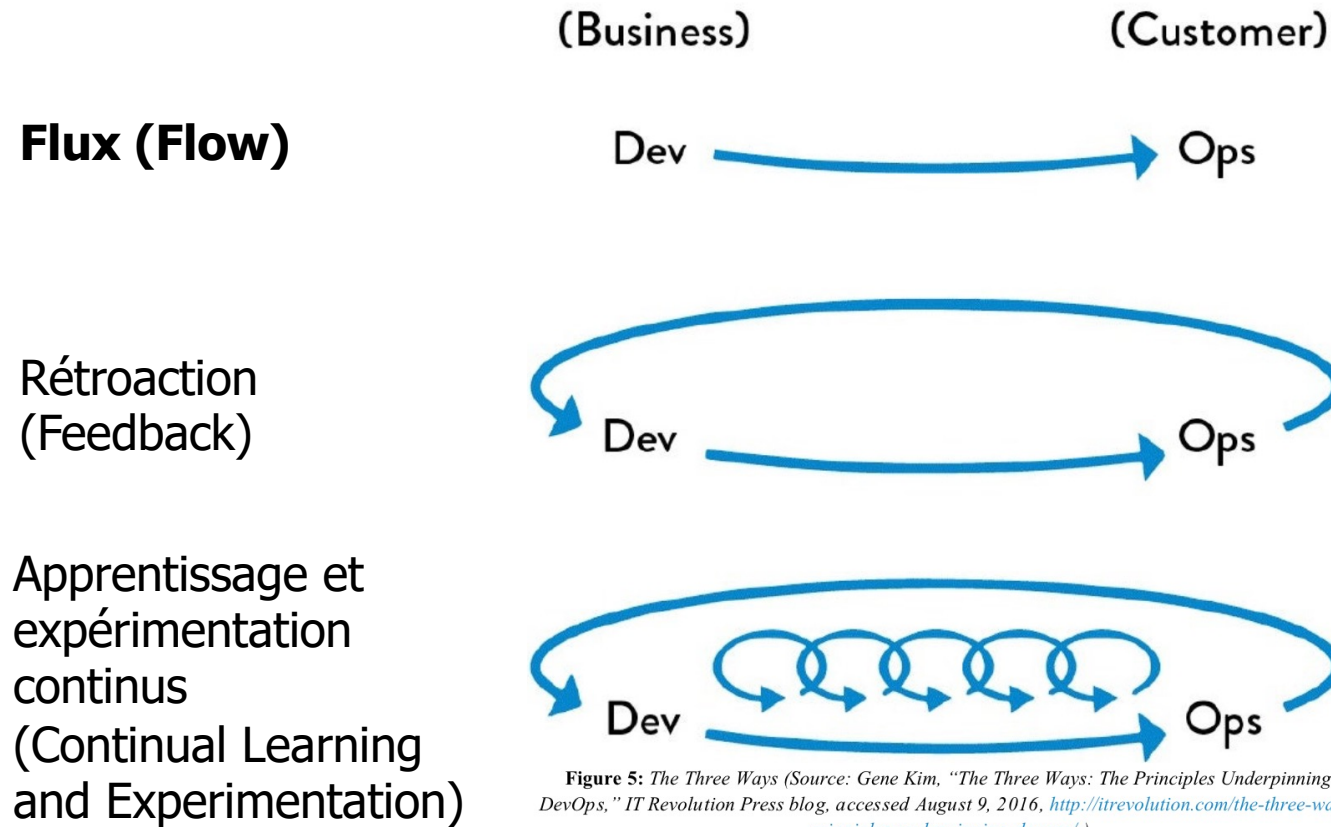 (Business) (Customer)
Flux (Flow)
Dev Ops
Rétroaction
(Feedback)
Dev Ops
Apprentissage et
expérimentation
continus
(Continual Learning
and Experimentation)
Dev Ops
Figure 5: The Three Ways (Source: Gene Kim, “The Three Ways: The Principles Underpinning
DevOps,” IT Revolution Press blog, accessed August 9, 2016, http://itrevolution.com/the-three-wa